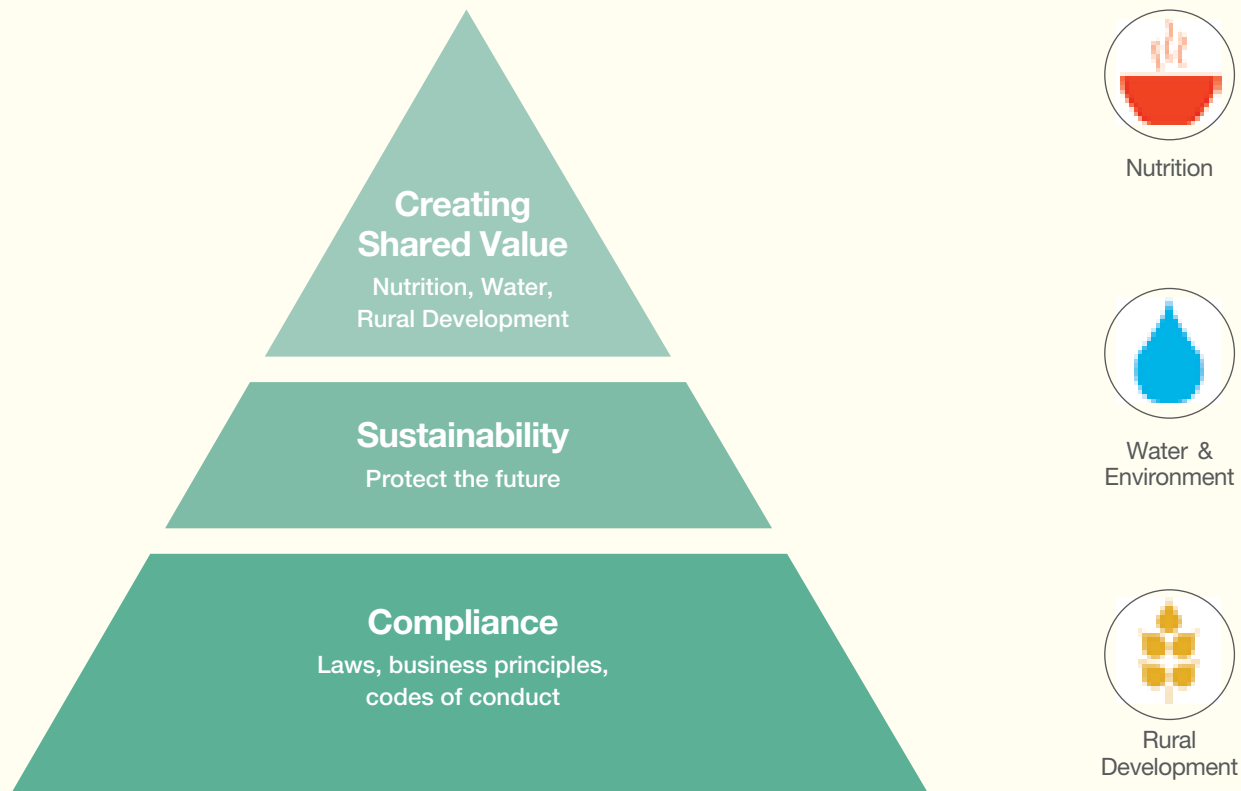 Creating
Shared Value
Nutrition, Water,
Rural Development
Sustainability
Protect the future
Compliance
Laws, business principles,
codes of conduct
Nutrition
Water &
Environment
Rural
Development